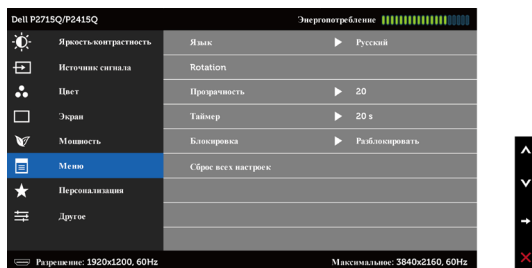 Dell P2715Q/P2415Q Энергопотребление
Яркость/контрастность Язык Русский
Источник сигнала Rotation
Цвет Прозрачность 20
Экран Таймер 20 s
Мощность Блокировка Разблокировать
Меню Сброс всех настроек
Персонализация
Другое
Разрешение: 1920x1200, 60Hz Максимальное: 3840x2160, 60Hz